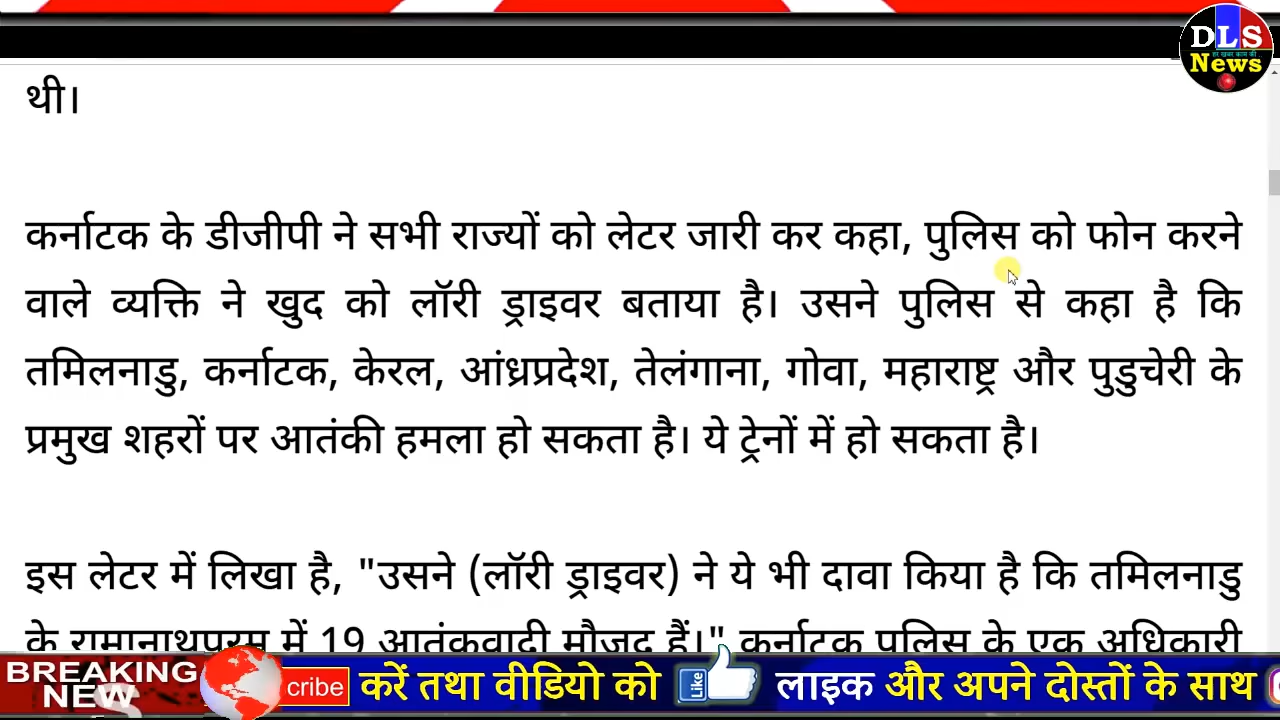 DLS
News
थी।
कर्नाटक के डीजीपी ने सभी राज्यों को लेटर जारी कर कहा, पुलिस को फोन करने
वाले व्यक्ति ने खुद को लॉरी ड्राइवर बताया है। उसने पुलिस से कहा है कि
तमिलनाडु, कर्नाटक, केरल, आंध्रप्रदेश, तेलंगाना, गोवा, महाराष्ट्र और पुडुचेरी के
प्रमुख शहरों पर आतंकी हमला हो सकता है। ये ट्रेनों में हो सकता है।
इस लेटर में लिखा है, "उसने (लॉरी ड्राइवर) ने ये भी दावा किया है कि तमिलनाडु
के रामानाथपुरम में 19 आतंकवादी मौजूद हैं।" कर्नाटक पुलिस के एक अधिकारी
BREAKING
NEW
cribe करें तथा वीडियो को Like लाइक और अपने दोस्तों के साथ